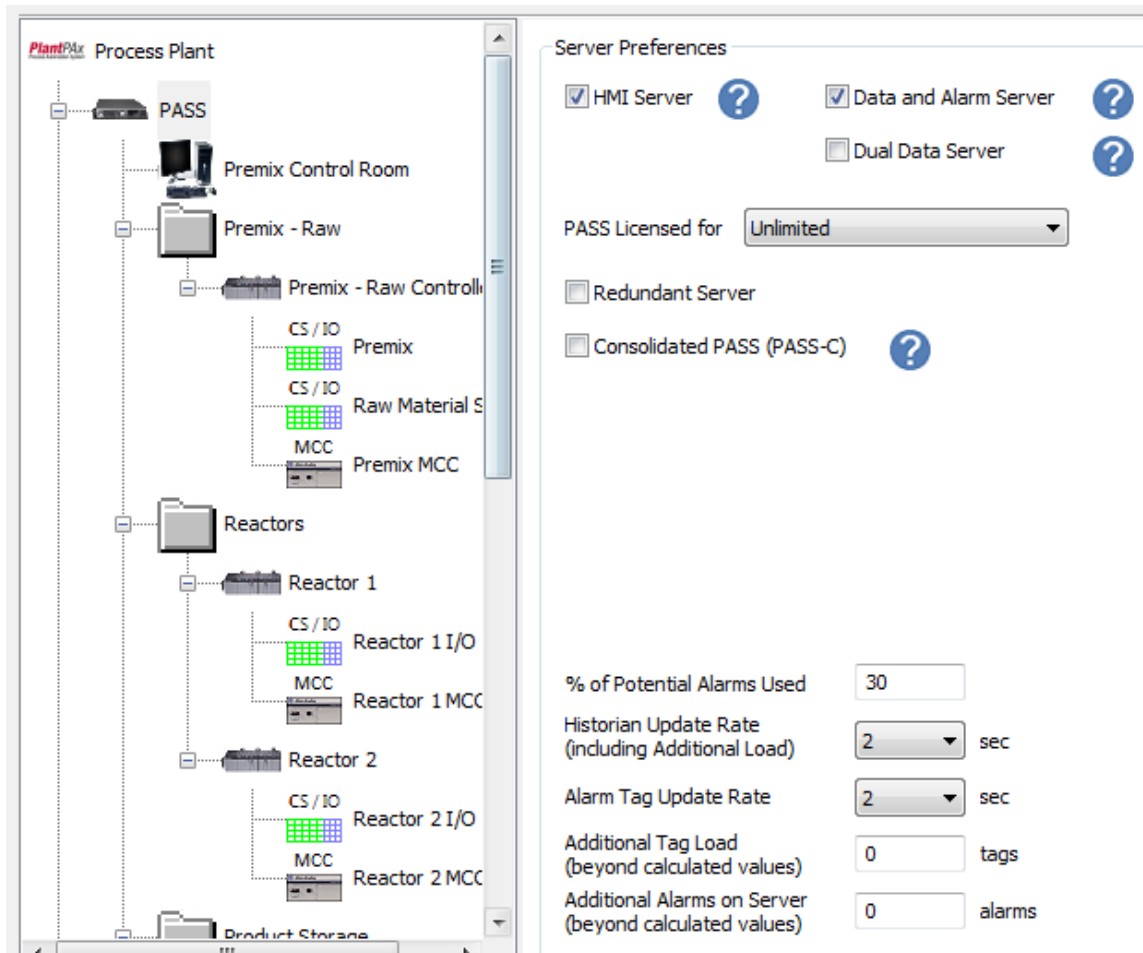 PlantPAx Process Plant
PASS
Premix Control Room
Premix - Raw
Premix - Raw Controll
CS / IO
Premix
CS / IO
Raw Material S
MCC
Premix MCC
Reactors
Reactor 1
CS / IO
Reactor 1 I/O
MCC
Reactor 1 MCC
Reactor 2
CS / IO
Reactor 2 I/O
MCC
Reactor 2 MCC
Product Storage
Server Preferences
HMI Server ? Data and Alarm Server ?
Dual Data Server ?
PASS Licensed for Unlimited
Redundant Server
Consolidated PASS (PASS-C) ?
% of Potential Alarms Used 30
Historian Update Rate
(including Additional Load) 2 sec
Alarm Tag Update Rate 2 sec
Additional Tag Load
(beyond calculated values) 0 tags
Additional Alarms on Server
(beyond calculated values) 0 alarms